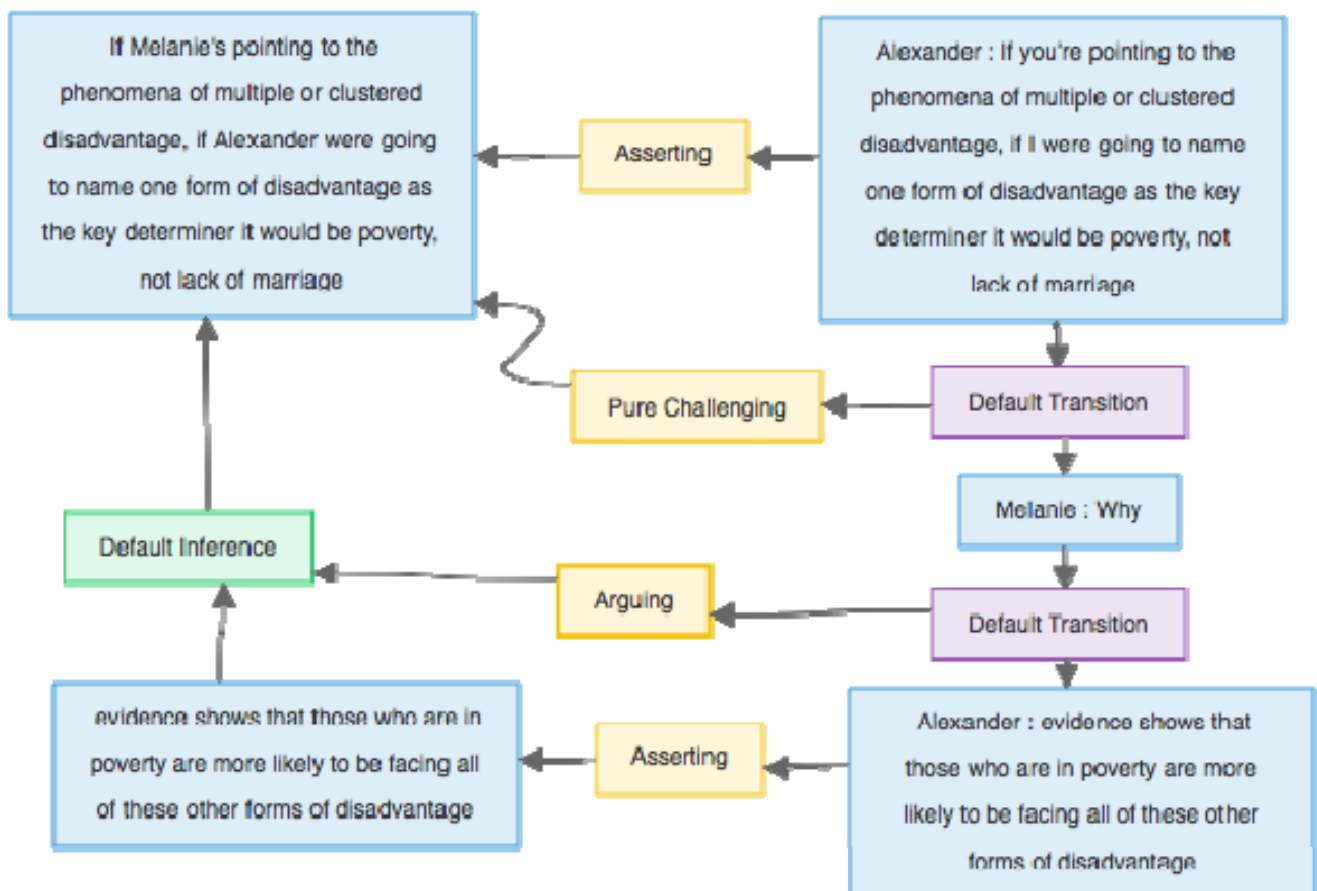 If Melanie's pointing to the
phenomena of multiple or clustered
disadvantage, if Alexander were going
to name one form of disadvantage as
the key determiner it would be poverty,
not lack of marriage
Asserting
Alexander : If you're pointing to the
phenomena of multiple or clustered
disadvantage, if I were going to name
one form of disadvantage as the key
determiner it would be poverty, not
lack of marriage
Pure Challenging
Default Transition
Melanie : Why
Default Inference
Arguing
Default Transition
evidence shows that those who are in
poverty are more likely to be facing all
of these other forms of disadvantage
Asserting
Alexander : evidence shows that
those who are in poverty are more
likely to be facing all of these other
forms of disadvantage